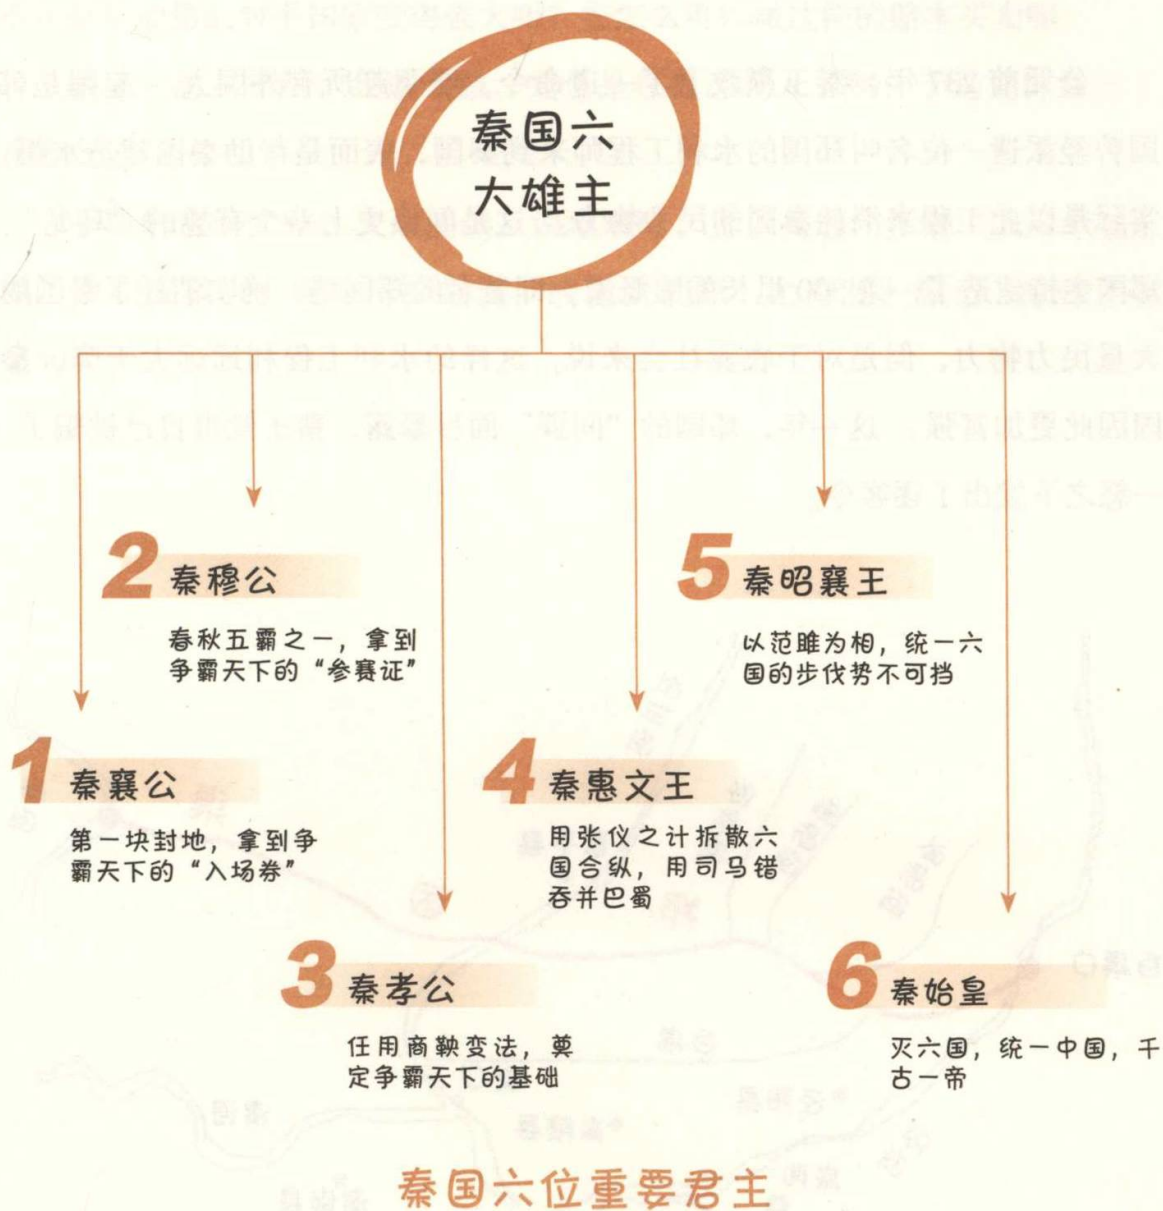 秦国六
大雄主
1
秦襄公
第一块封地，拿到争
霸天下的“入场券”
2
秦穆公
春秋五霸之一，拿到
争霸天下的“参赛证”
3
秦孝公
任用商鞅变法，奠
定争霸天下的基础
4
秦惠文王
用张仪之计拆散六
国合纵，用司马错
吞并巴蜀
5
秦昭襄王
以范雎为相，统一六
国的步伐势不可挡
6
秦始皇
灭六国，统一中国，千
古一帝
秦国六位重要君主